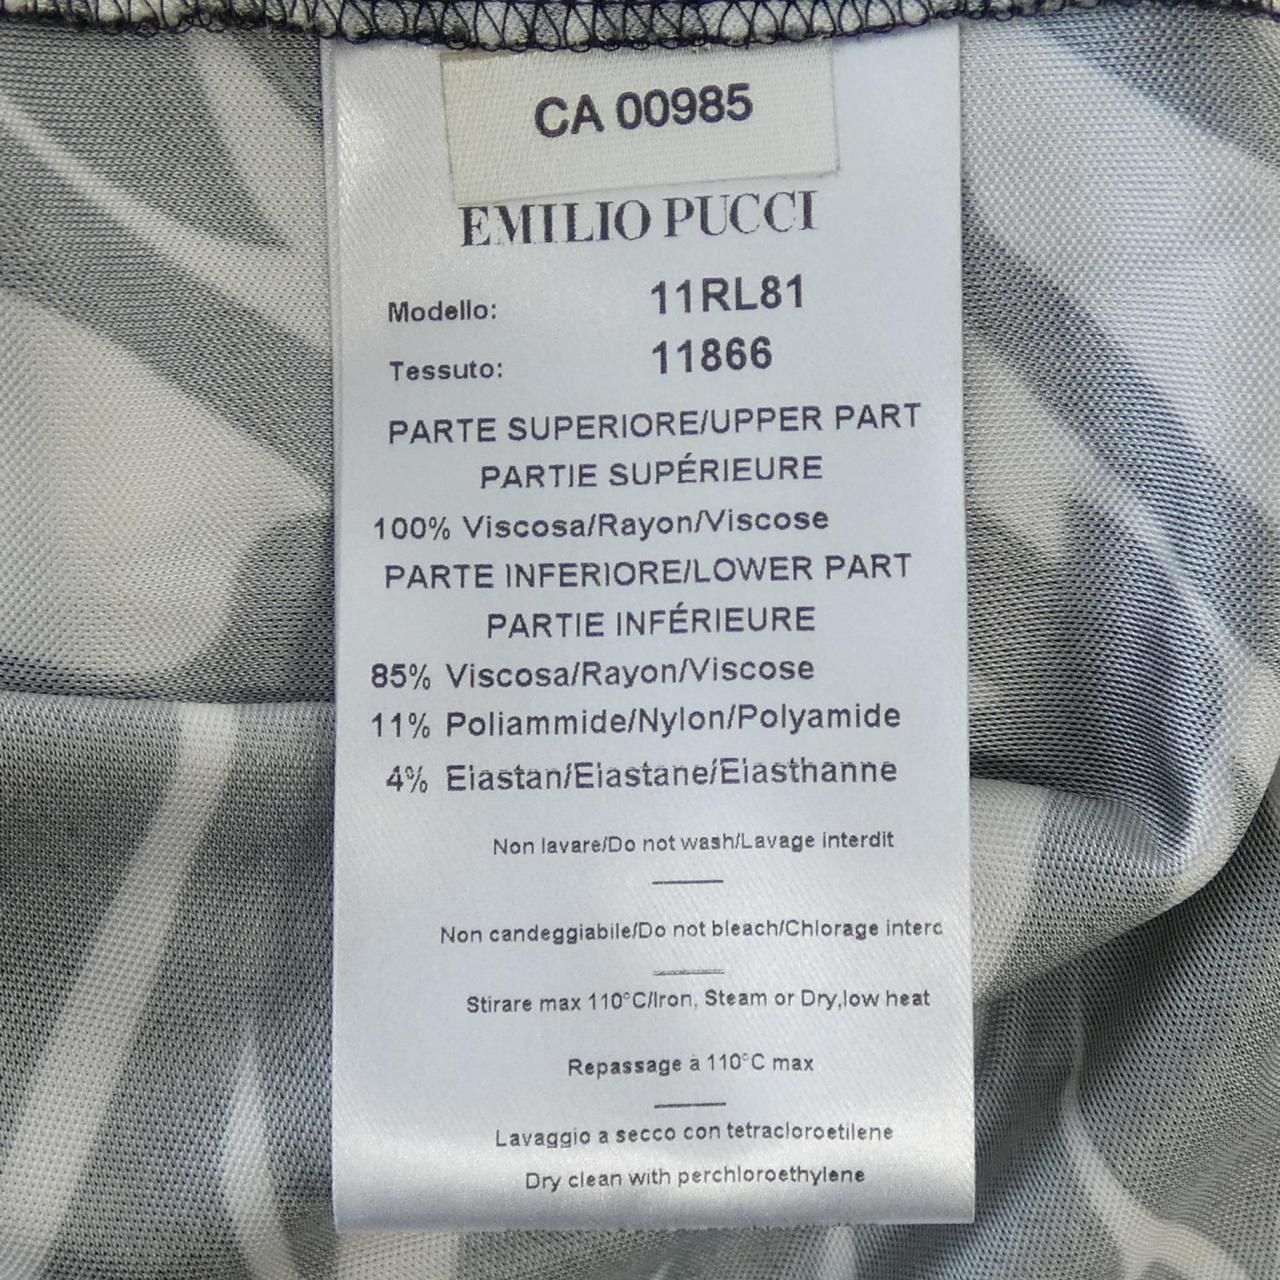 CA 00985
EMILIO PUCCI
Modello: 11RL81
Tessuto: 11866
PARTE SUPERIORE/UPPER PART
PARTIE SUPÉRIEURE
100% Viscosa/Rayon/Viscose
PARTE INFERIORE/LOWER PART
PARTIE INFÉRIEURE
85% Viscosa/Rayon/Viscose
11% Poliammide/Nylon/Polyamide
4% Elastan/Elastane/Elasthanne
Non lavare/Do not wash/Lavage interdit
Non candeggiabile/Do not bleach/Chlorage interc
Stirare max 110°C/Iron, Steam or Dry,low heat
Repassage à 110°C max
Lavaggio a secco con tetracloroetilene
Dry clean with perchloroethylene